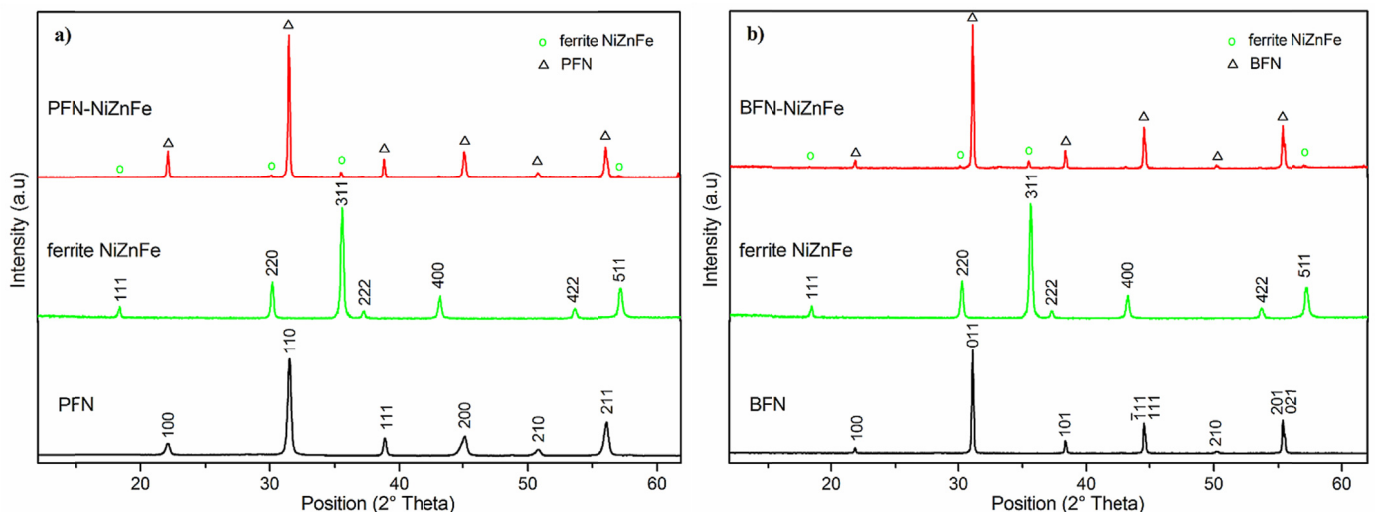 a)
ferrite NiZnFe
PFN
PFN-NiZnFe
311
ferrite NiZnFe
111
220
222
400
422
511
110
PFN
100
111
200
210
211
20
30
40
50
60
Position (2° Theta)
Intensity (a.u)
b)
ferrite NiZnFe
BFN
BFN-NiZnFe
311
ferrite NiZnFe
111
220
222
400
422
511
011
BFN
100
101
1̅11
111
210
201
021
20
30
40
50
60
Position (2° Theta)
Intensity (a.u)